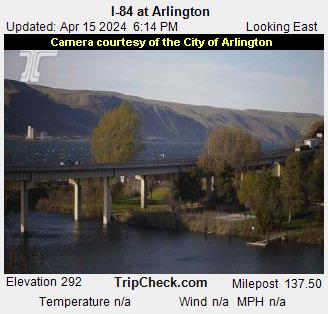 I-84 at Arlington
Updated: Apr 15 2024 6:14 PM Looking East
Camera courtesy of the City of Arlington
Elevation 292 TripCheck.com Milepost 137.50
Temperature n/a Wind n/a MPH n/a